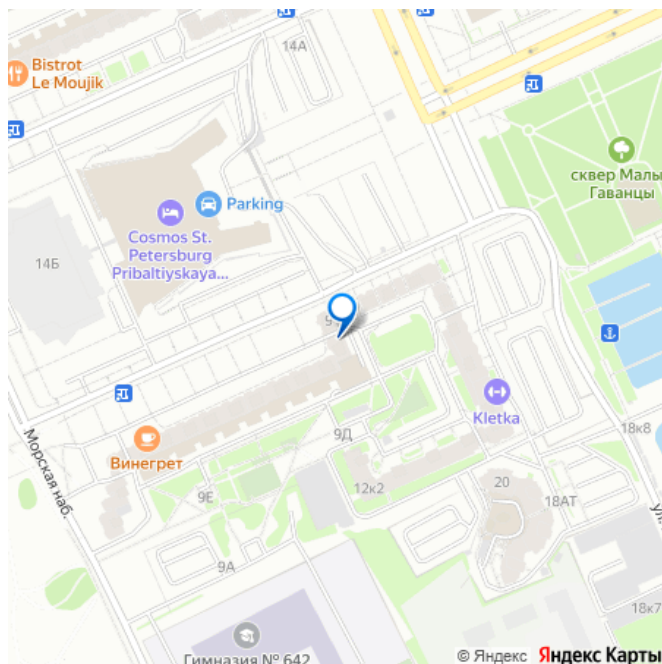 14А
Bistrot
Le Moujik
сквер Малы
Гаванцы
Parking
Cosmos St.
Petersburg
Pribaltiyskaya...
14Б
Kletka
Морская наб.
Винегрет
9Д
18к8
12к2
20
9Е
18АТ
ул.
9А
18к7
Гимназия № 642
© Яндекс Яндекс Карты